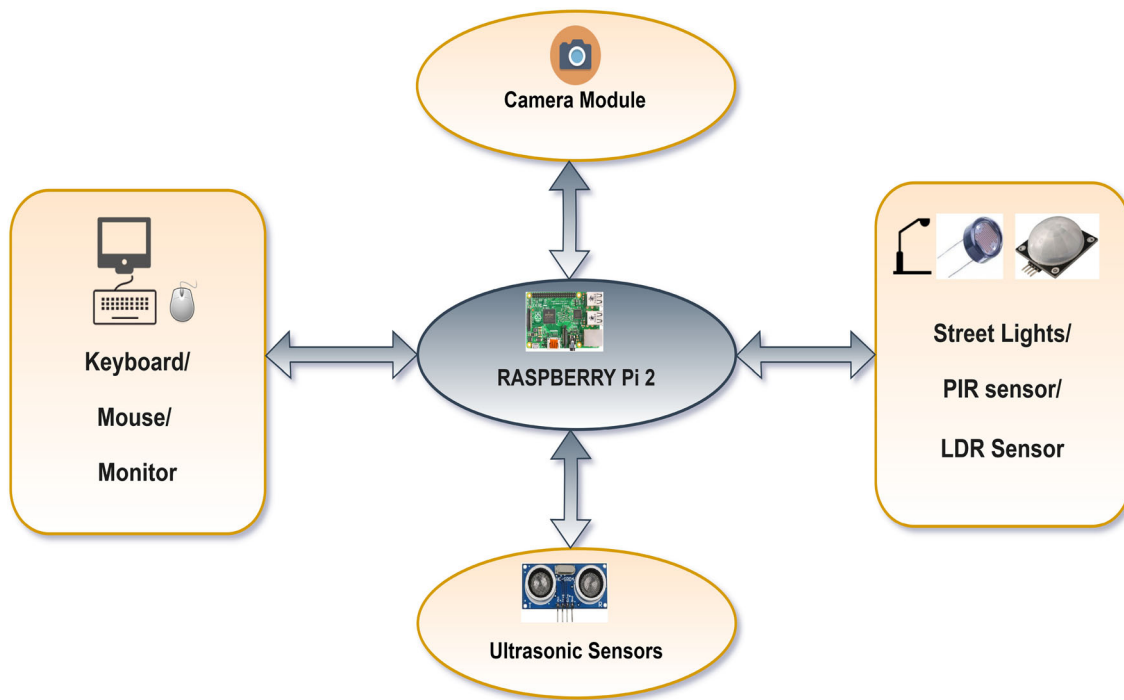 Camera Module
Keyboard/
Mouse/
Monitor
RASPBERRY Pi 2
Street Lights/
PIR sensor/
LDR Sensor
Ultrasonic Sensors